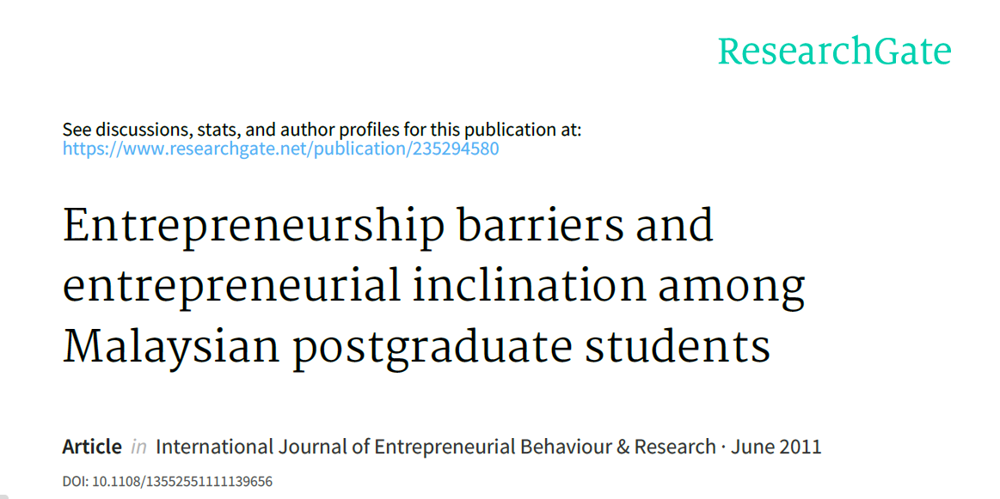 ResearchGate
See discussions, stats, and author profiles for this publication at:
https://www.researchgate.net/publication/235294580
Entrepreneurship barriers and
entrepreneurial inclination among
Malaysian postgraduate students
Article in International Journal of Entrepreneurial Behaviour & Research · June 2011
DOI: 10.1108/13552551111139656